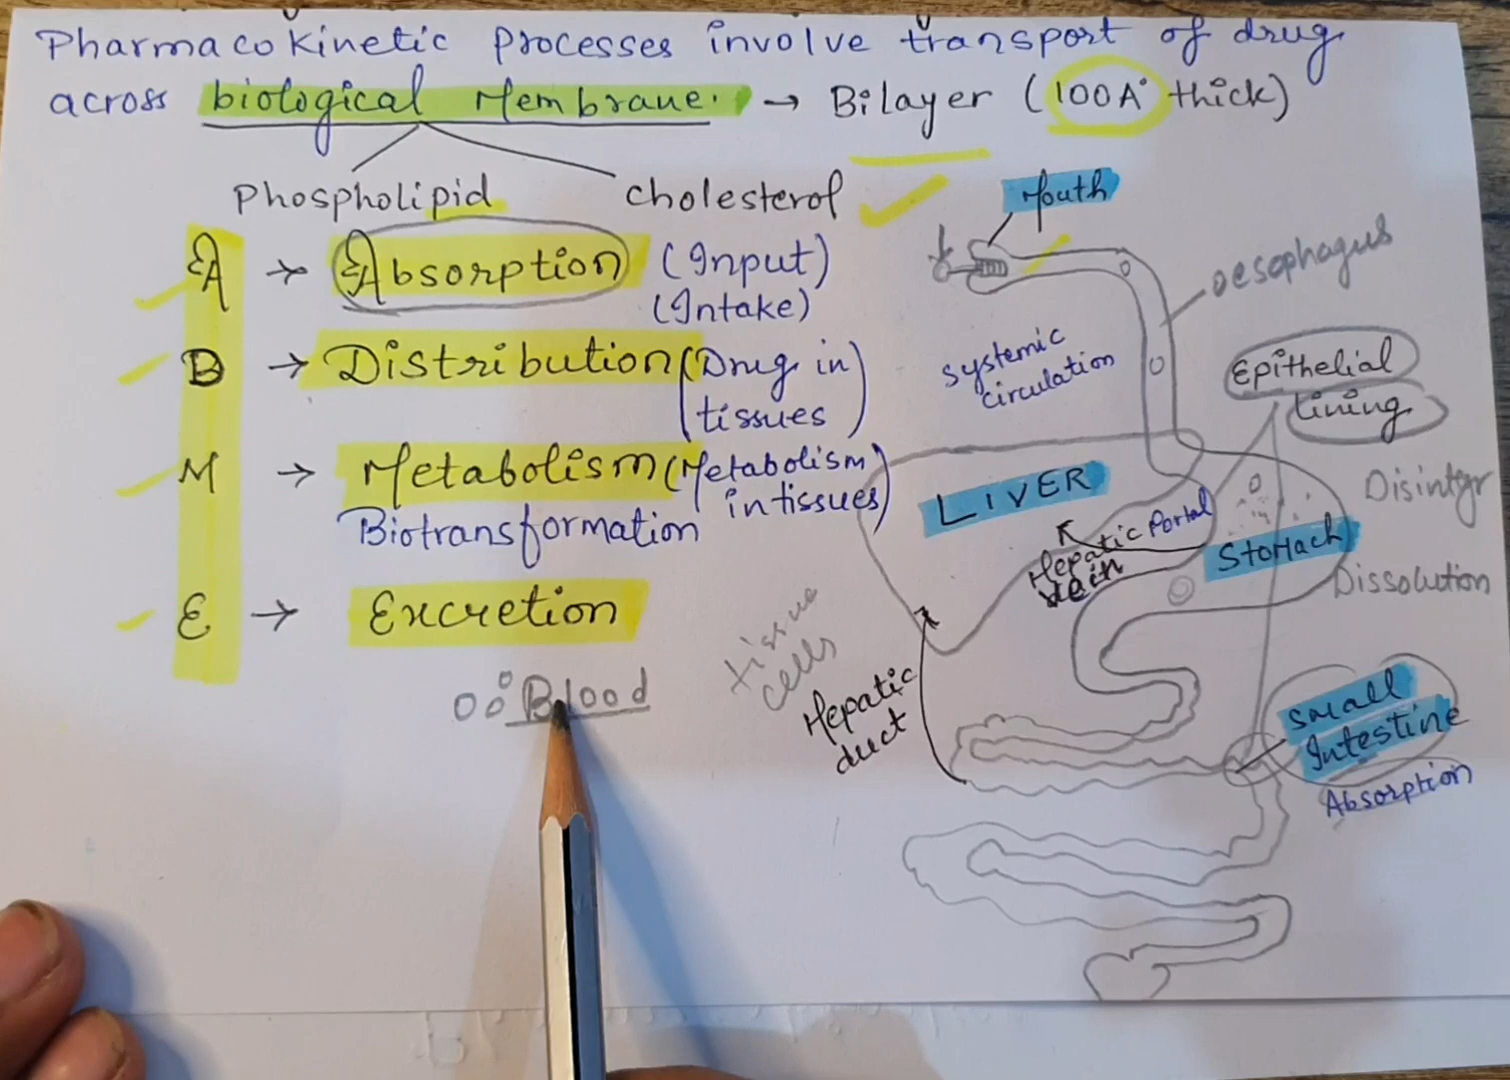 Pharmacokinetic processes involve transport of drug
across biological Membrane. → Bilayer (100A° thick)
Phospholipid
cholesterol
A → Absorption (Input)
(Intake)
D → Distribution (Drug in
tissues)
M → Metabolism (Metabolism
in tissues)
Biotransformation
E → Excretion
Blood
Mouth
oesophagus
systemic
circulation
Epithelial
Lining
LIVER
Hepatic Portal
vein
Stomach
Disintgr
Dissolution
tissue
cells
Hepatic
duct
Small
Intestine
Absorption